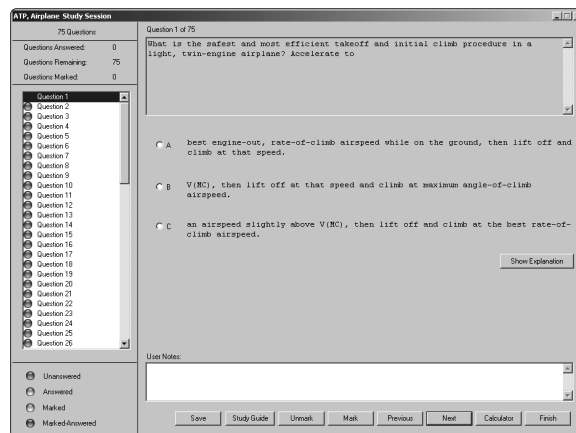 ATP, Airplane Study Session
75 Questions
Questions Answered: 0
Questions Remaining: 75
Questions Marked: 0
Question 1
Question 2
Question 3
Question 4
Question 5
Question 6
Question 7
Question 8
Question 9
Question 10
Question 11
Question 12
Question 13
Question 14
Question 15
Question 16
Question 17
Question 18
Question 19
Question 20
Question 21
Question 22
Question 23
Question 24
Question 25
Question 26
Unanswered
Answered
Marked
Marked-Answered
Question 1 of 75
What is the safest and most efficient takeoff and initial climb procedure in a
light, twin-engine airplane? Accelerate to
A best engine-out, rate-of-climb airspeed while on the ground, then lift off and
climb at that speed.
B V(MC), then lift off at that speed and climb at maximum angle-of-climb
airspeed.
C an airspeed slightly above V(MC), then lift off and climb at the best rate-of-
climb airspeed.
Show Explanation
User Notes:
Save Study Guide Unmark Mark Previous Next Calculator Finish